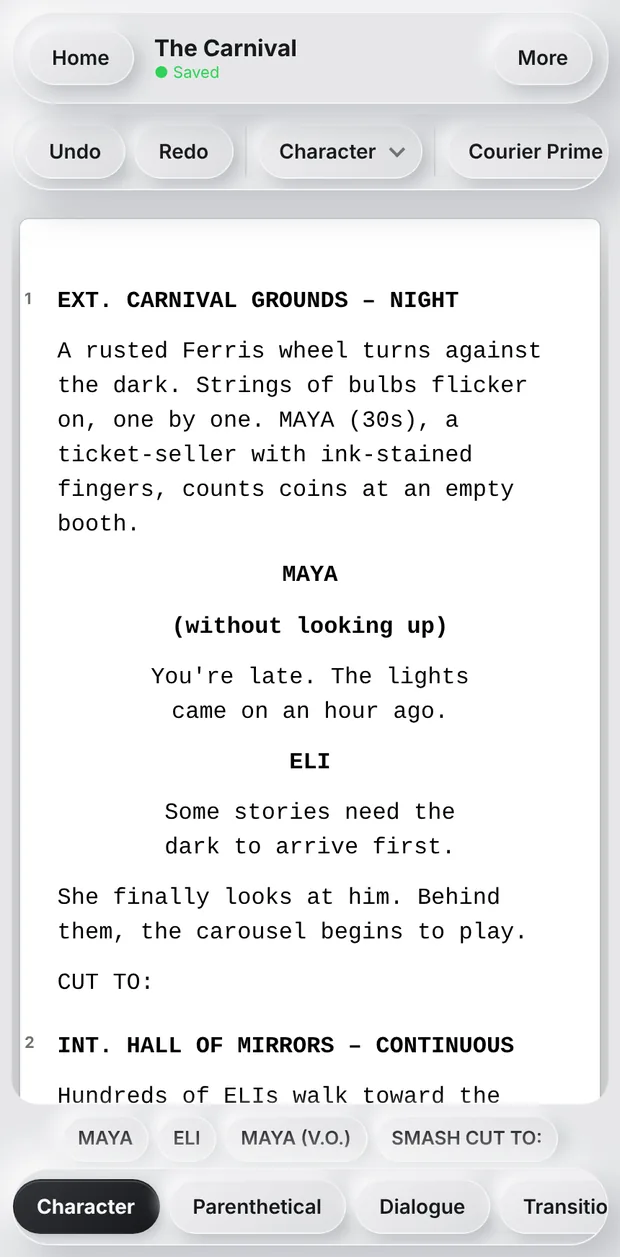 Home
The Carnival
Saved
More
Undo
Redo
Character
Courier Prime
1
EXT. CARNIVAL GROUNDS – NIGHT
A rusted Ferris wheel turns against
the dark. Strings of bulbs flicker
on, one by one. MAYA (30s), a
ticket-seller with ink-stained
fingers, counts coins at an empty
booth.
MAYA
(without looking up)
You're late. The lights
came on an hour ago.
ELI
Some stories need the
dark to arrive first.
She finally looks at him. Behind
them, the carousel begins to play.
CUT TO:
2
INT. HALL OF MIRRORS – CONTINUOUS
Hundreds of ELIs walk toward the
MAYA
ELI
MAYA (V.O.)
SMASH CUT TO:
Character
Parenthetical
Dialogue
Transitio